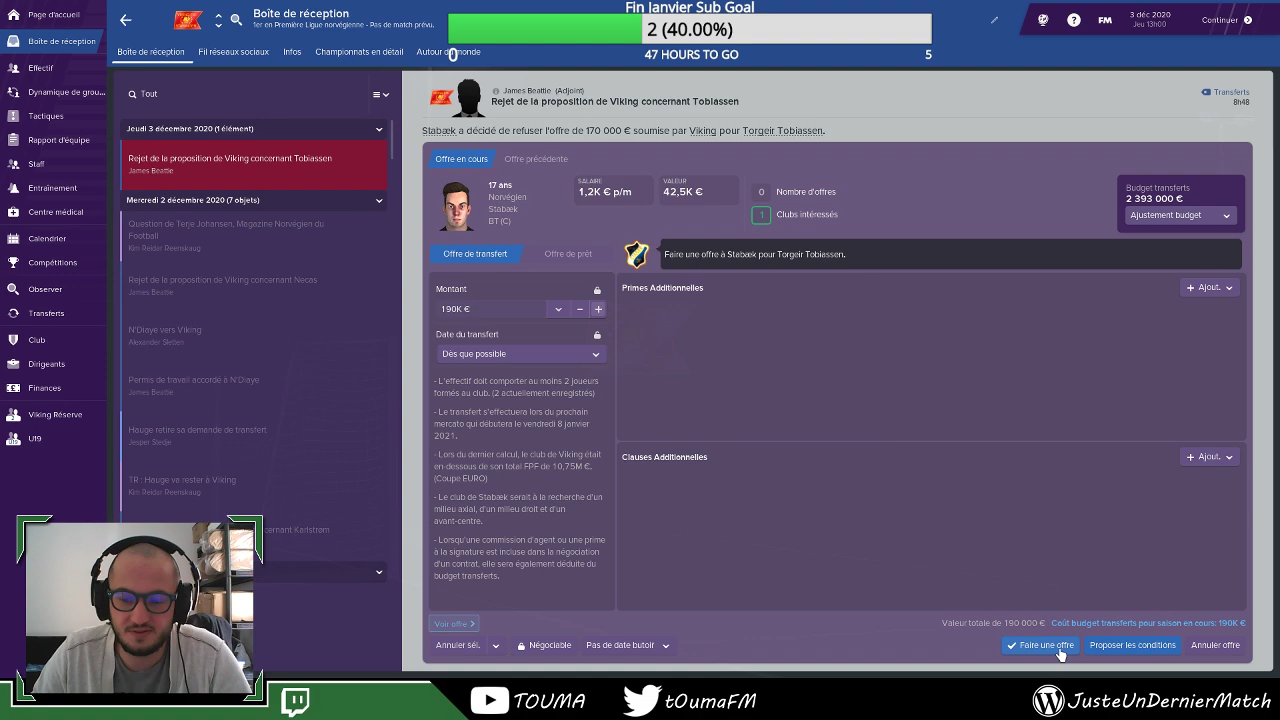 Fin Janvier Sub Goal
2 (40.00%)
0
47 HOURS TO GO
5
Boîte de réception
1er en Première Ligue norvégienne - Pas de match prévu.
FM
3 déc 2020
Jeu 13h00
Continuer
Boîte de réception
Fil réseaux sociaux
Infos
Championnats en détail
Autour du monde
Page d'accueil
Boîte de réception
Effectif
Dynamique de grou...
Tactiques
Rapport d'équipe
Staff
Entraînement
Centre médical
Calendrier
Compétitions
Observer
Transferts
Club
Dirigeants
Finances
Viking Réserve
U19
Tout
Jeudi 3 décembre 2020 (1 élément)
Rejet de la proposition de Viking concernant Tobiassen
James Beattie
Mercredi 2 décembre 2020 (7 objets)
Question de Terje Johansen, Magazine Norvégien du
Football
Kim Reidar Reenskaug
Rejet de la proposition de Viking concernant Necas
James Beattie
N'Diaye vers Viking
Alexander Sletten
Permis de travail accordé à N'Diaye
James Beattie
Hauge retire sa demande de transfert
Jesper Stedje
TR : Hauge va rester à Viking
Kim Reidar Reenskaug
cernant Karlstrøm
James Beattie (Adjoint)
Rejet de la proposition de Viking concernant Tobiassen
Transferts
8h48
Stabæk a décidé de refuser l'offre de 170 000 € soumise par Viking pour Torgeir Tobiassen.
Offre en cours
Offre précédente
17 ans
Norvégien
Stabæk
BT (C)
SALAIRE
1,2K € p/m
VALEUR
42,5K €
0 Nombre d'offres
1 Clubs intéressés
Budget transferts
2 393 000 €
Ajustement budget
Offre de transfert
Offre de prêt
Faire une offre à Stabæk pour Torgeir Tobiassen.
Montant
190K €
Date du transfert
Dès que possible
- L'effectif doit comporter au moins 2 joueurs
formés au club. (2 actuellement enregistrés)
- Le transfert s'effectuera lors du prochain
mercato qui débutera le vendredi 8 janvier
2021.
- Lors du dernier calcul, le club de Viking était
en-dessous de son total FPF de 10,75M €.
(Coupe EURO)
- Le club de Stabæk serait à la recherche d'un
milieu axial, d'un milieu droit et d'un
avant-centre.
- Lorsqu'une commission d'agent ou une prime
à la signature est incluse dans la négociation
d'un contrat, elle sera également déduite du
budget transferts.
Primes Additionnelles
Ajout.
Clauses Additionnelles
Ajout.
Voir offre
Valeur totale de 190 000 €
Coût budget transferts pour saison en cours: 190K €
Annuler sél.
Négociable
Pas de date butoir
Faire une offre
Proposer les conditions
Annuler offre
TOUMA
tOumaFM
JusteUnDernierMatch